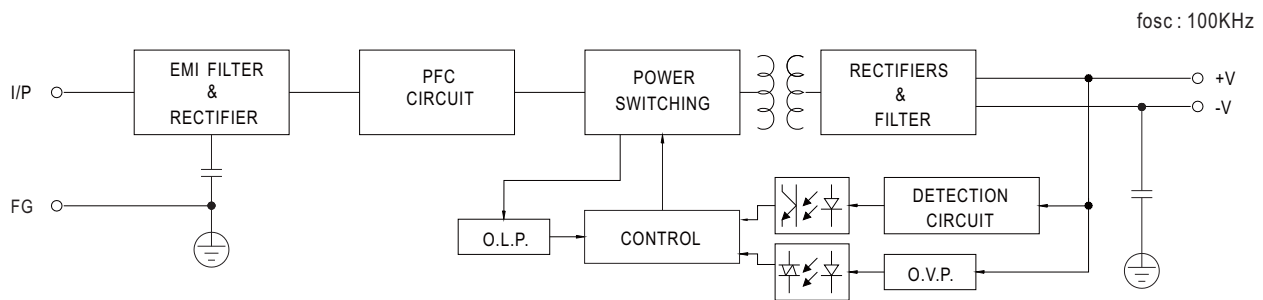 fosc : 100KHz
I/P
EMI FILTER
&
RECTIFIER
PFC
CIRCUIT
POWER
SWITCHING
RECTIFIERS
&
FILTER
+V
-V
FG
O.L.P.
CONTROL
DETECTION
CIRCUIT
O.V.P.